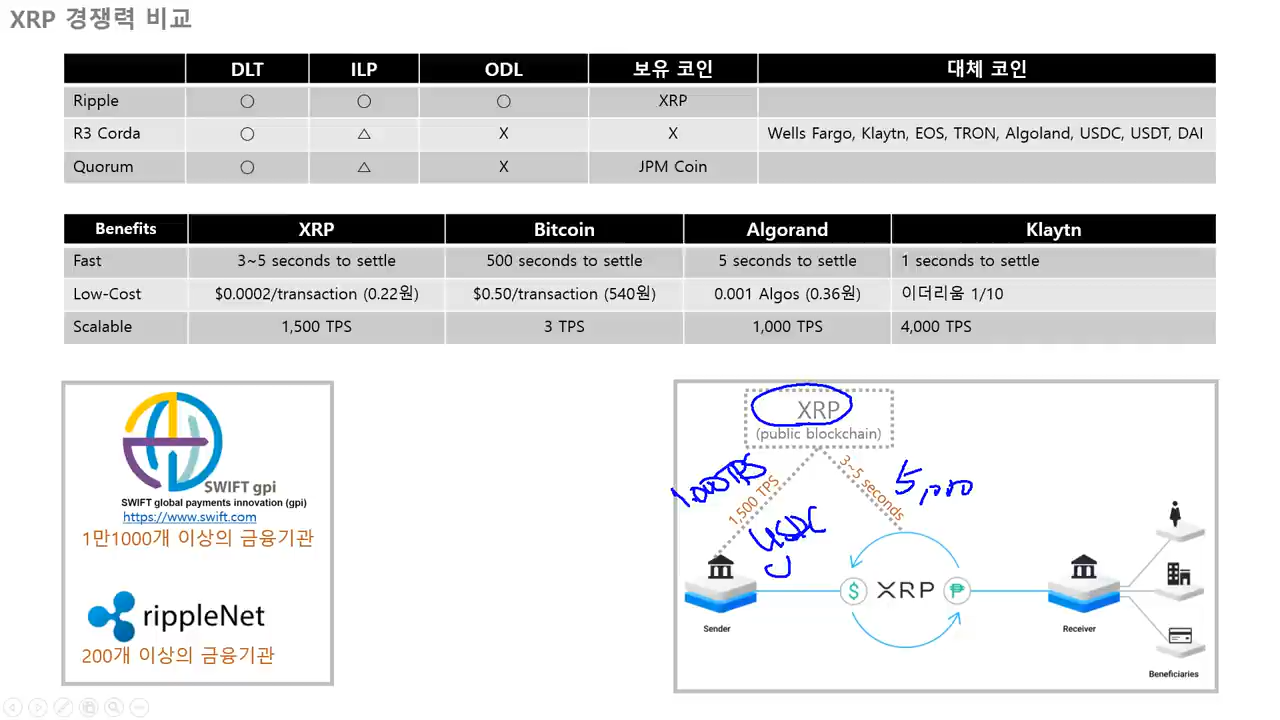 XRP 경쟁력 비교
DLT ILP ODL 보유 코인 대체 코인
Ripple ○ ○ ○ XRP
R3 Corda ○ △ X X Wells Fargo, Klaytn, EOS, TRON, Algoland, USDC, USDT, DAI
Quorum ○ △ X JPM Coin
Benefits XRP Bitcoin Algorand Klaytn
Fast 3~5 seconds to settle 500 seconds to settle 5 seconds to settle 1 seconds to settle
Low-Cost $0.0002/transaction (0.22원) $0.50/transaction (540원) 0.001 Algos (0.36원) 이더리움 1/10
Scalable 1,500 TPS 3 TPS 1,000 TPS 4,000 TPS
SWIFT gpi
SWIFT global payments innovation (gpi)
https://www.swift.com
1만1000개 이상의 금융기관
rippleNet
200개 이상의 금융기관
XRP
(public blockchain)
1,500 TPS
3~5 seconds
USDC
$ XRP ₱
Sender
Receiver
Beneficiaries